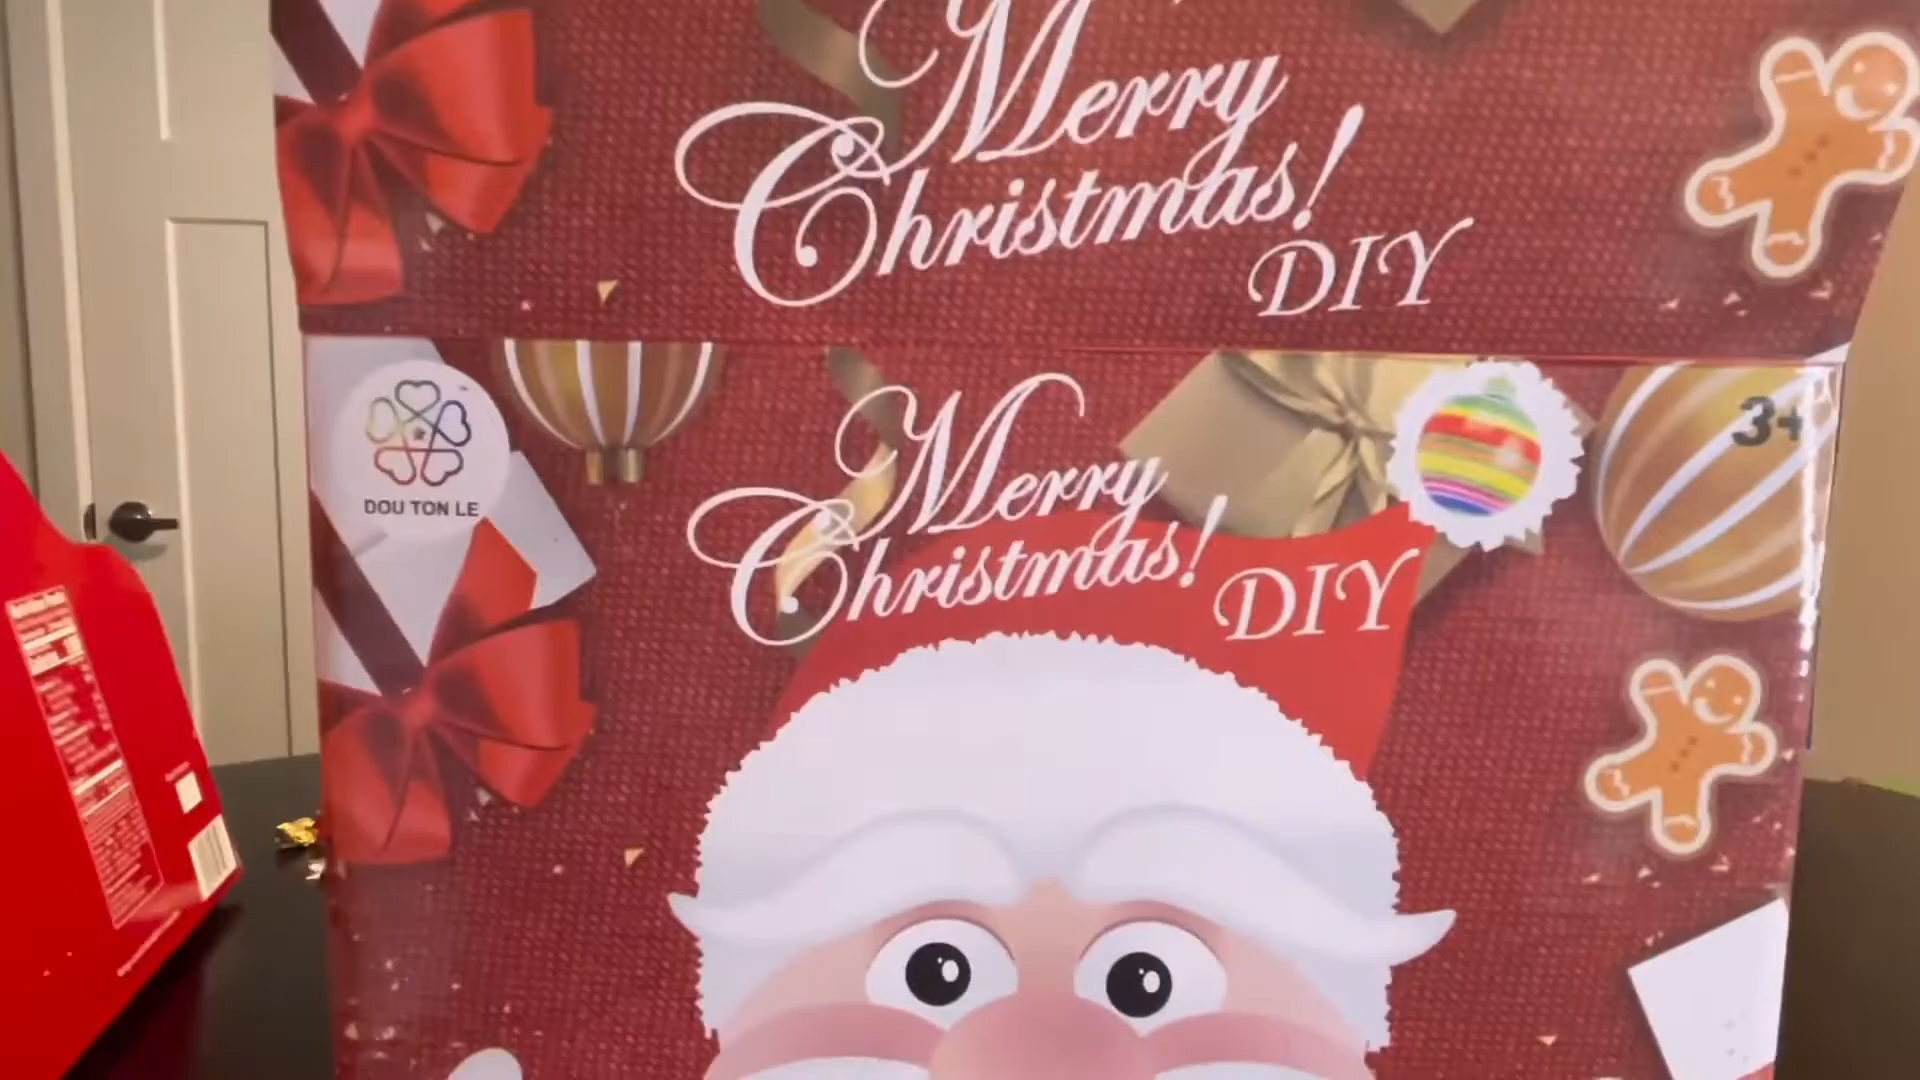 Merry
Christmas!
DIY
DOU TON LE
3+
Merry
Christmas!
DIY